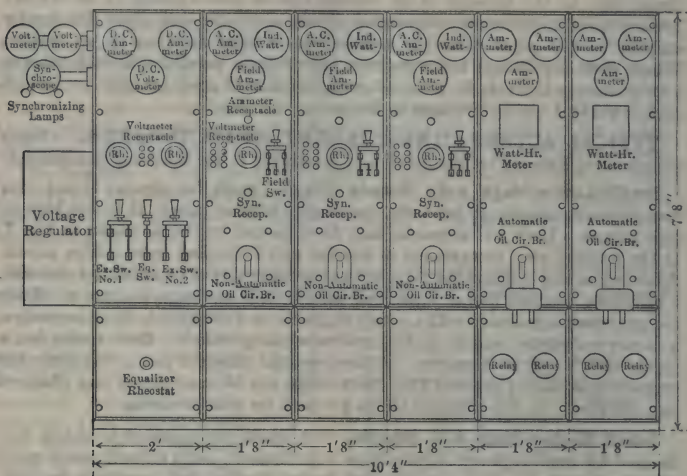 Volt-
meter
Volt-
meter
Syn-
chro-
scope
Synchronizing
Lamps
Voltage
Regulator
D.C.
Am-
meter
D.C.
Am-
meter
D.C.
Volt-
meter
Voltmeter
Receptacle
Rh.
Rh.
Ex.Sw.
No.1
Eq.
Sw.
Ex.Sw.
No.2
Equalizer
Rheostat
A.C.
Am-
meter
Ind.
Watt-
Field
Am-
meter
Ammeter
Receptacle
Voltmeter
Receptacle
Rh.
Field
Sw.
Syn.
Recep.
Non-Automatic
Oil Cir.Br.
A.C.
Am-
meter
Ind.
Watt-
Field
Am-
meter
Rh.
Syn.
Recep.
Non-Automatic
Oil Cir.Br.
A.C.
Am-
meter
Ind.
Watt-
Field
Am-
meter
Rh.
Syn.
Recep.
Non-Automatic
Oil Cir.Br.
Am-
meter
Am-
meter
Am-
meter
Watt-Hr.
Meter
Automatic
Oil Cir.Br.
Relay
Relay
Am-
meter
Am-
meter
Am-
meter
Watt-Hr.
Meter
Automatic
Oil Cir.Br.
Relay
Relay
7'8"
2'
1'8"
1'8"
1'8"
1'8"
1'8"
10'4"